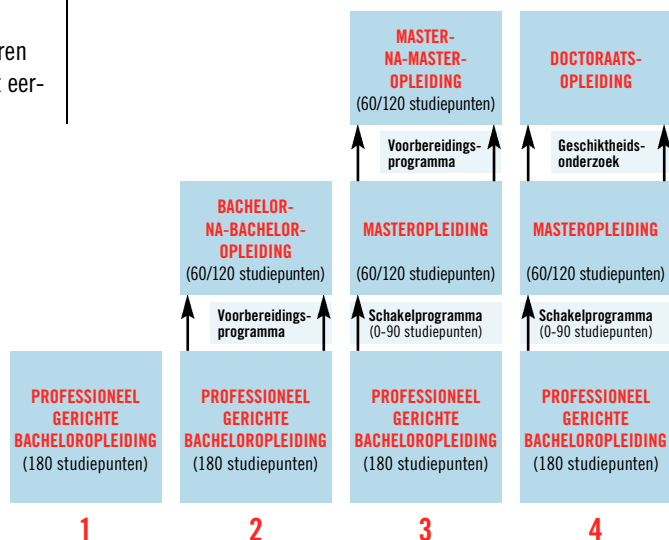 ren
t eer-
MASTER-
NA-MASTER-
OPLEIDING
(60/120 studiepunten)
DOCTORAATS-
OPLEIDING
Voorbereidings-
programma
Geschiktheids-
onderzoek
BACHELOR-
NA-BACHELOR-
OPLEIDING
(60/120 studiepunten)
MASTEROPLEIDING
(60/120 studiepunten)
MASTEROPLEIDING
(60/120 studiepunten)
Voorbereidings-
programma
Schakelprogramma
(0-90 studiepunten)
Schakelprogramma
(0-90 studiepunten)
PROFESSIONEEL
GERICHTE
BACHELOROPLEIDING
(180 studiepunten)
PROFESSIONEEL
GERICHTE
BACHELOROPLEIDING
(180 studiepunten)
PROFESSIONEEL
GERICHTE
BACHELOROPLEIDING
(180 studiepunten)
PROFESSIONEEL
GERICHTE
BACHELOROPLEIDING
(180 studiepunten)
1
2
3
4